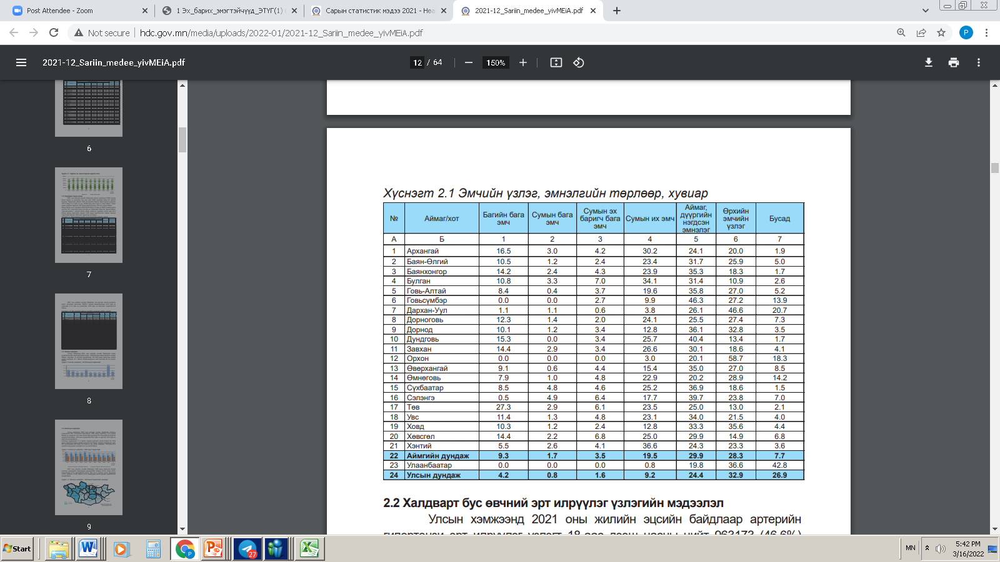 Post Attendee - Zoom
1 Эх_барих_эмэгтэйчүүд_ЭТҮГ(1) (
Сарын статистик мэдээ 2021 - Hea
2021-12_Sariin_medee_yivMEiA.pdf
Not secure
hdc.gov.mn/media/uploads/2022-01/2021-12_Sariin_medee_yivMEiA.pdf
P
2021-12_Sariin_medee_yivMEiA.pdf
12 / 64
150%
6
7
8
9
Хүснэгт 2.1 Эмчийн үзлэг, эмнэлгийн төрлөөр, хувиар
№ Аймаг/хот Багийн бага эмч Сумын бага эмч Сумын эх баригч бага эмч Сумын их эмч Аймаг, дүүргийн нэгдсэн эмнэлэг Өрхийн эмчийн үзлэг Бусад
А Б 1 2 3 4 5 6 7
1 Архангай 16.5 3.0 4.2 30.2 24.1 20.0 1.9
2 Баян-Өлгий 10.5 1.2 2.4 23.4 31.7 25.9 5.0
3 Баянхонгор 14.2 2.4 4.3 23.9 35.3 18.3 1.7
4 Булган 10.8 3.3 7.0 34.1 31.4 10.9 2.6
5 Говь-Алтай 8.4 0.4 3.7 19.6 35.8 27.0 5.2
6 Говьсүмбэр 0.0 0.0 2.7 9.9 46.3 27.2 13.9
7 Дархан-Уул 1.1 1.1 0.6 3.8 26.1 46.6 20.7
8 Дорноговь 12.3 1.4 2.0 24.1 25.5 27.4 7.3
9 Дорнод 10.1 1.2 3.4 12.8 36.1 32.8 3.5
10 Дундговь 15.3 0.0 3.4 25.7 40.4 13.4 1.7
11 Завхан 14.4 2.9 3.4 26.6 30.1 18.6 4.1
12 Орхон 0.0 0.0 0.0 3.0 20.1 58.7 18.3
13 Өвөрхангай 9.1 0.6 4.4 15.4 35.0 27.0 8.5
14 Өмнөговь 7.9 1.0 4.8 22.9 20.2 28.9 14.2
15 Сүхбаатар 8.5 4.8 4.6 25.2 36.9 18.6 1.5
16 Сэлэнгэ 0.5 4.9 6.4 17.7 39.7 23.8 7.0
17 Төв 27.3 2.9 6.1 23.5 25.0 13.0 2.1
18 Увс 11.4 1.3 4.8 23.1 34.0 21.5 4.0
19 Ховд 10.3 1.2 2.4 12.8 33.3 35.6 4.4
20 Хөвсгөл 14.4 2.2 6.8 25.0 29.9 14.9 6.8
21 Хэнтий 5.5 2.6 4.1 36.6 24.3 23.3 3.6
22 Аймгийн дундаж 9.3 1.7 3.5 19.5 29.9 28.3 7.7
23 Улаанбаатар 0.0 0.0 0.0 0.8 19.8 36.6 42.8
24 Улсын дундаж 4.2 0.8 1.6 9.2 24.4 32.9 26.9
2.2 Халдварт бус өвчний эрт илрүүлэг үзлэгийн мэдээлэл
Улсын хэмжээнд 2021 оны жилийн эцсийн байдлаар артерийн
Start
27
MN
5:42 PM
3/16/2022